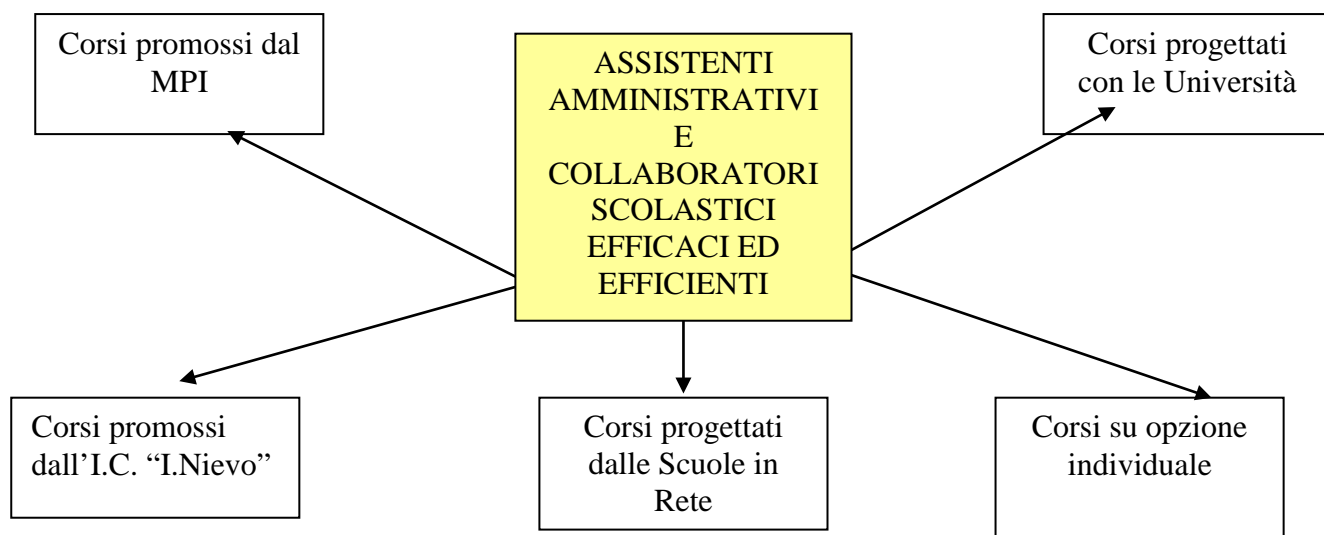 Corsi promossi dal
MPI
ASSISTENTI
AMMINISTRATIVI
E
COLLABORATORI
SCOLASTICI
EFFICACI ED
EFFICIENTI
Corsi progettati
con le Università
Corsi promossi
dall’I.C. “I.Nievo”
Corsi progettati
dalle Scuole in
Rete
Corsi su opzione
individuale